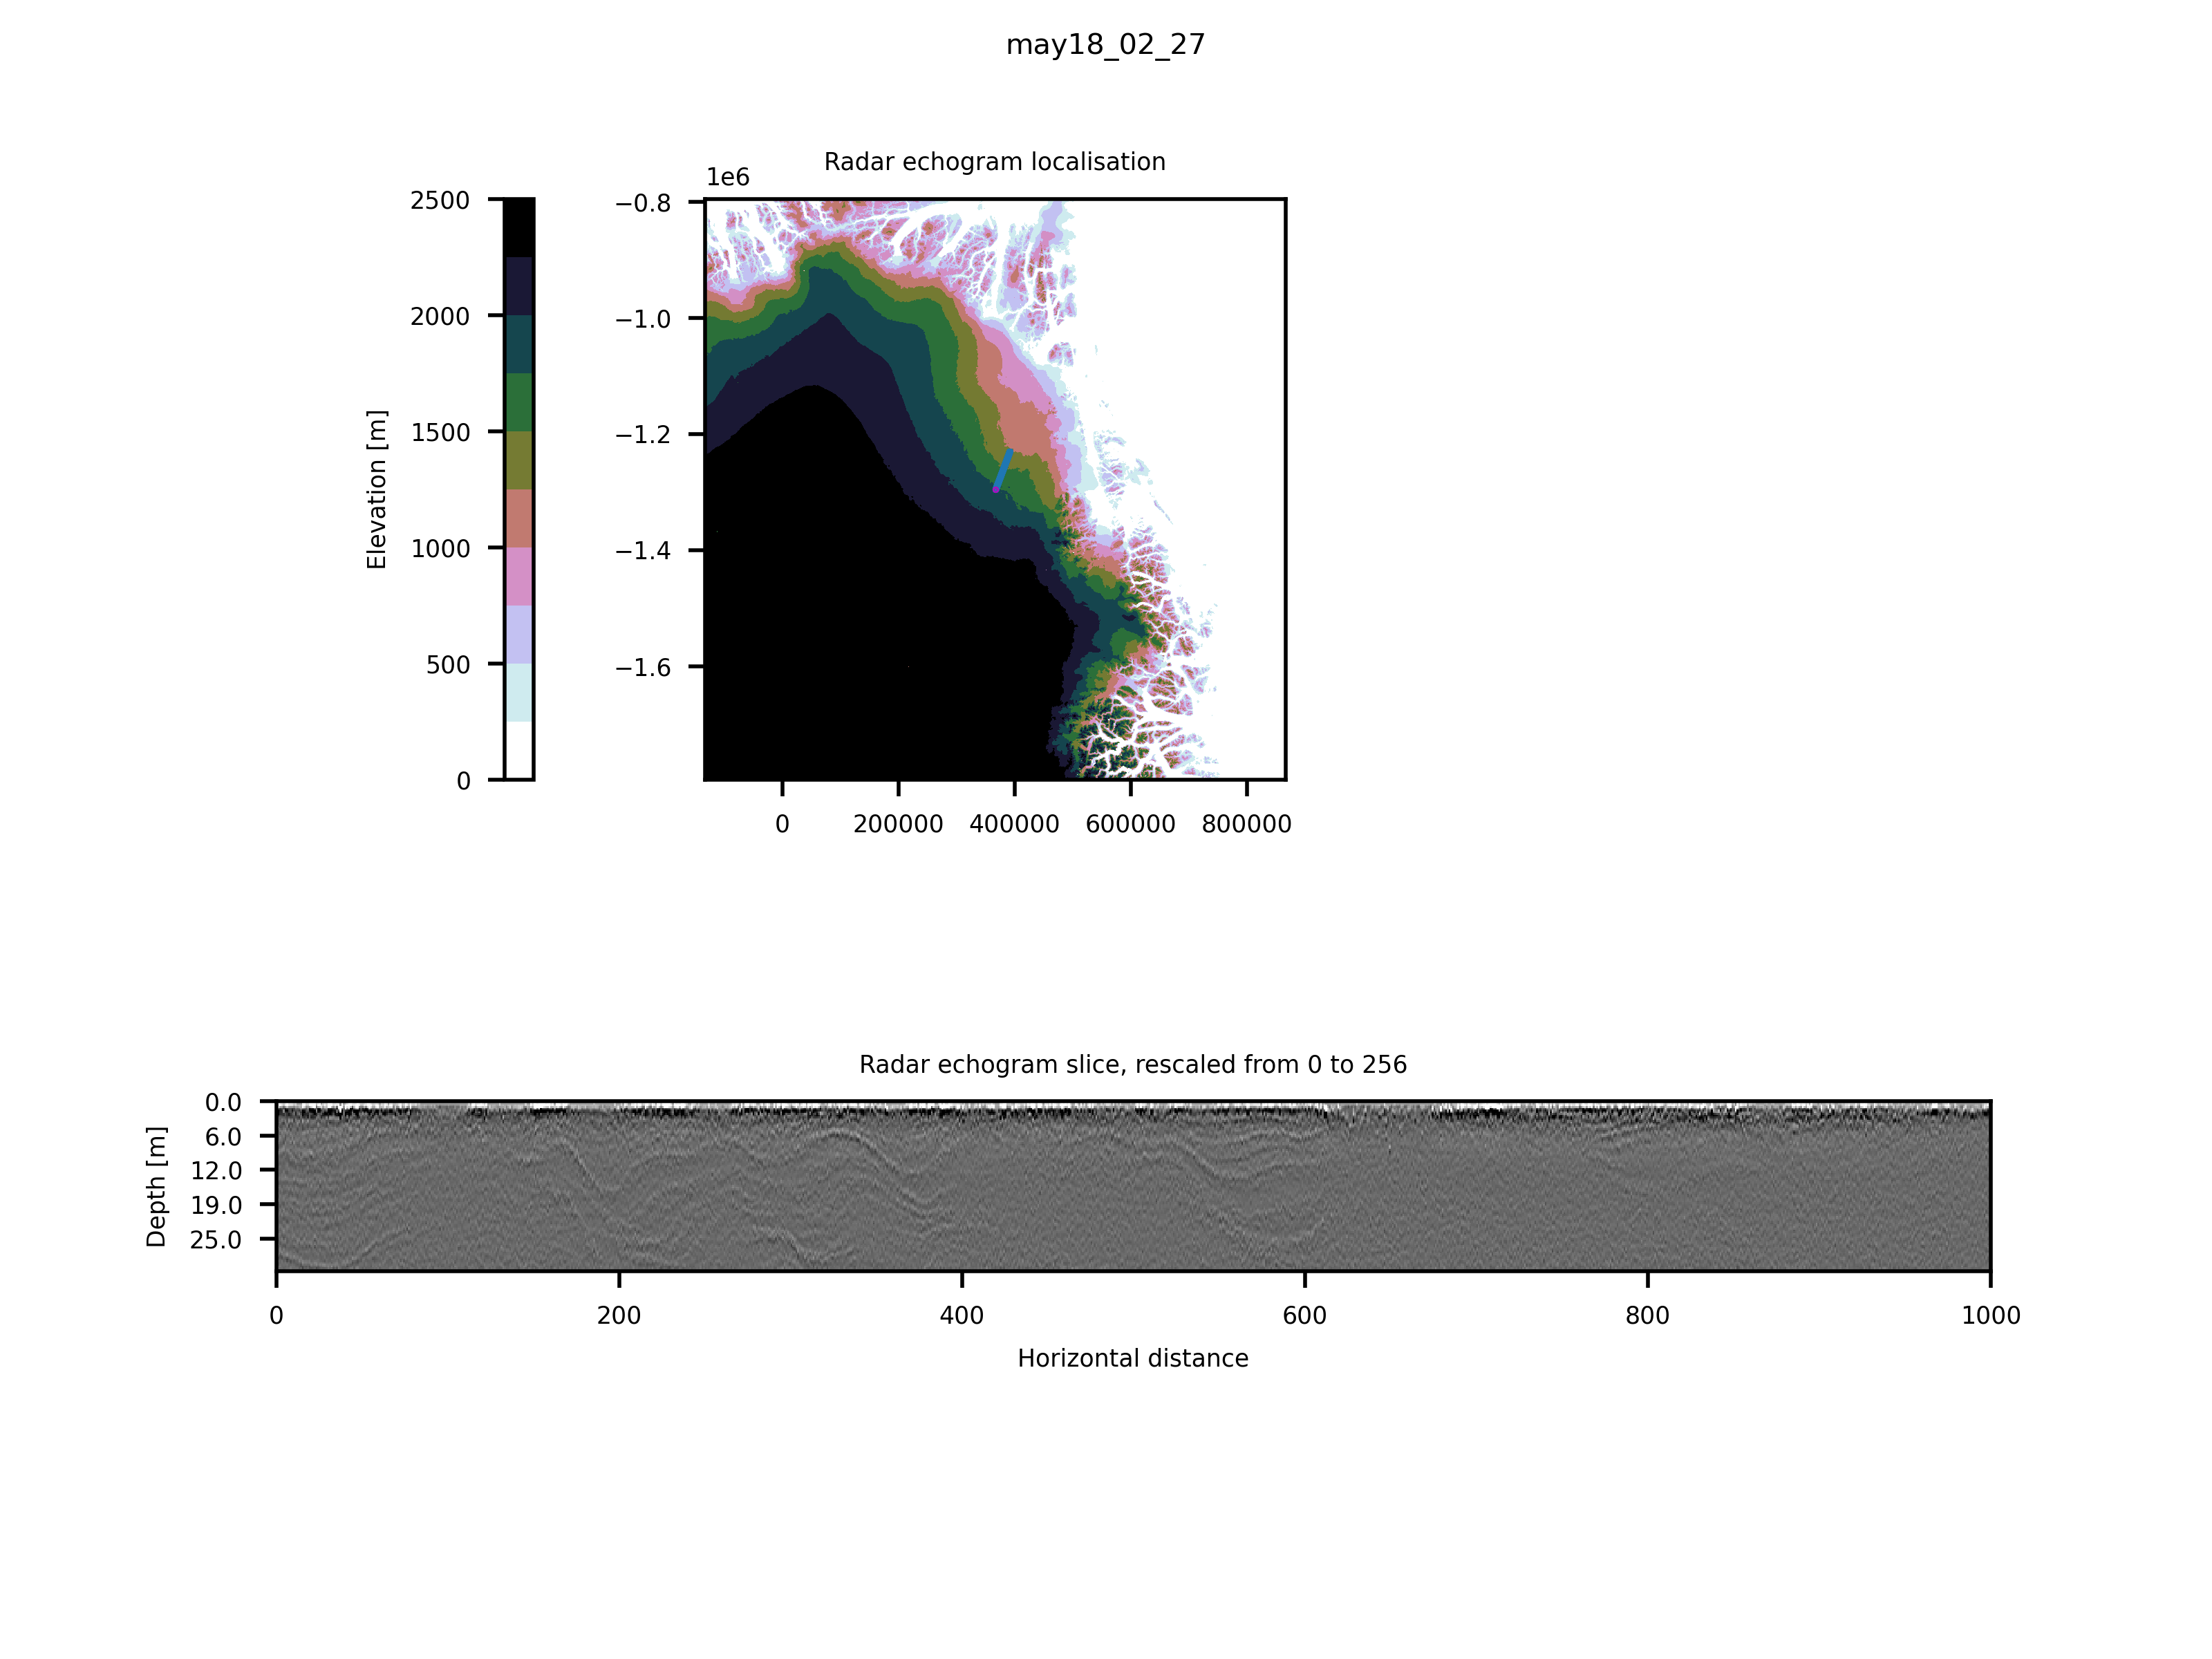 may18_02_27
Radar echogram localisation
1e6
2500
2000
1500
1000
500
0
Elevation [m]
−0.8
−1.0
−1.2
−1.4
−1.6
0 200000 400000 600000 800000
Radar echogram slice, rescaled from 0 to 256
0.0
6.0
12.0
19.0
25.0
Depth [m]
0 200 400 600 800 1000
Horizontal distance